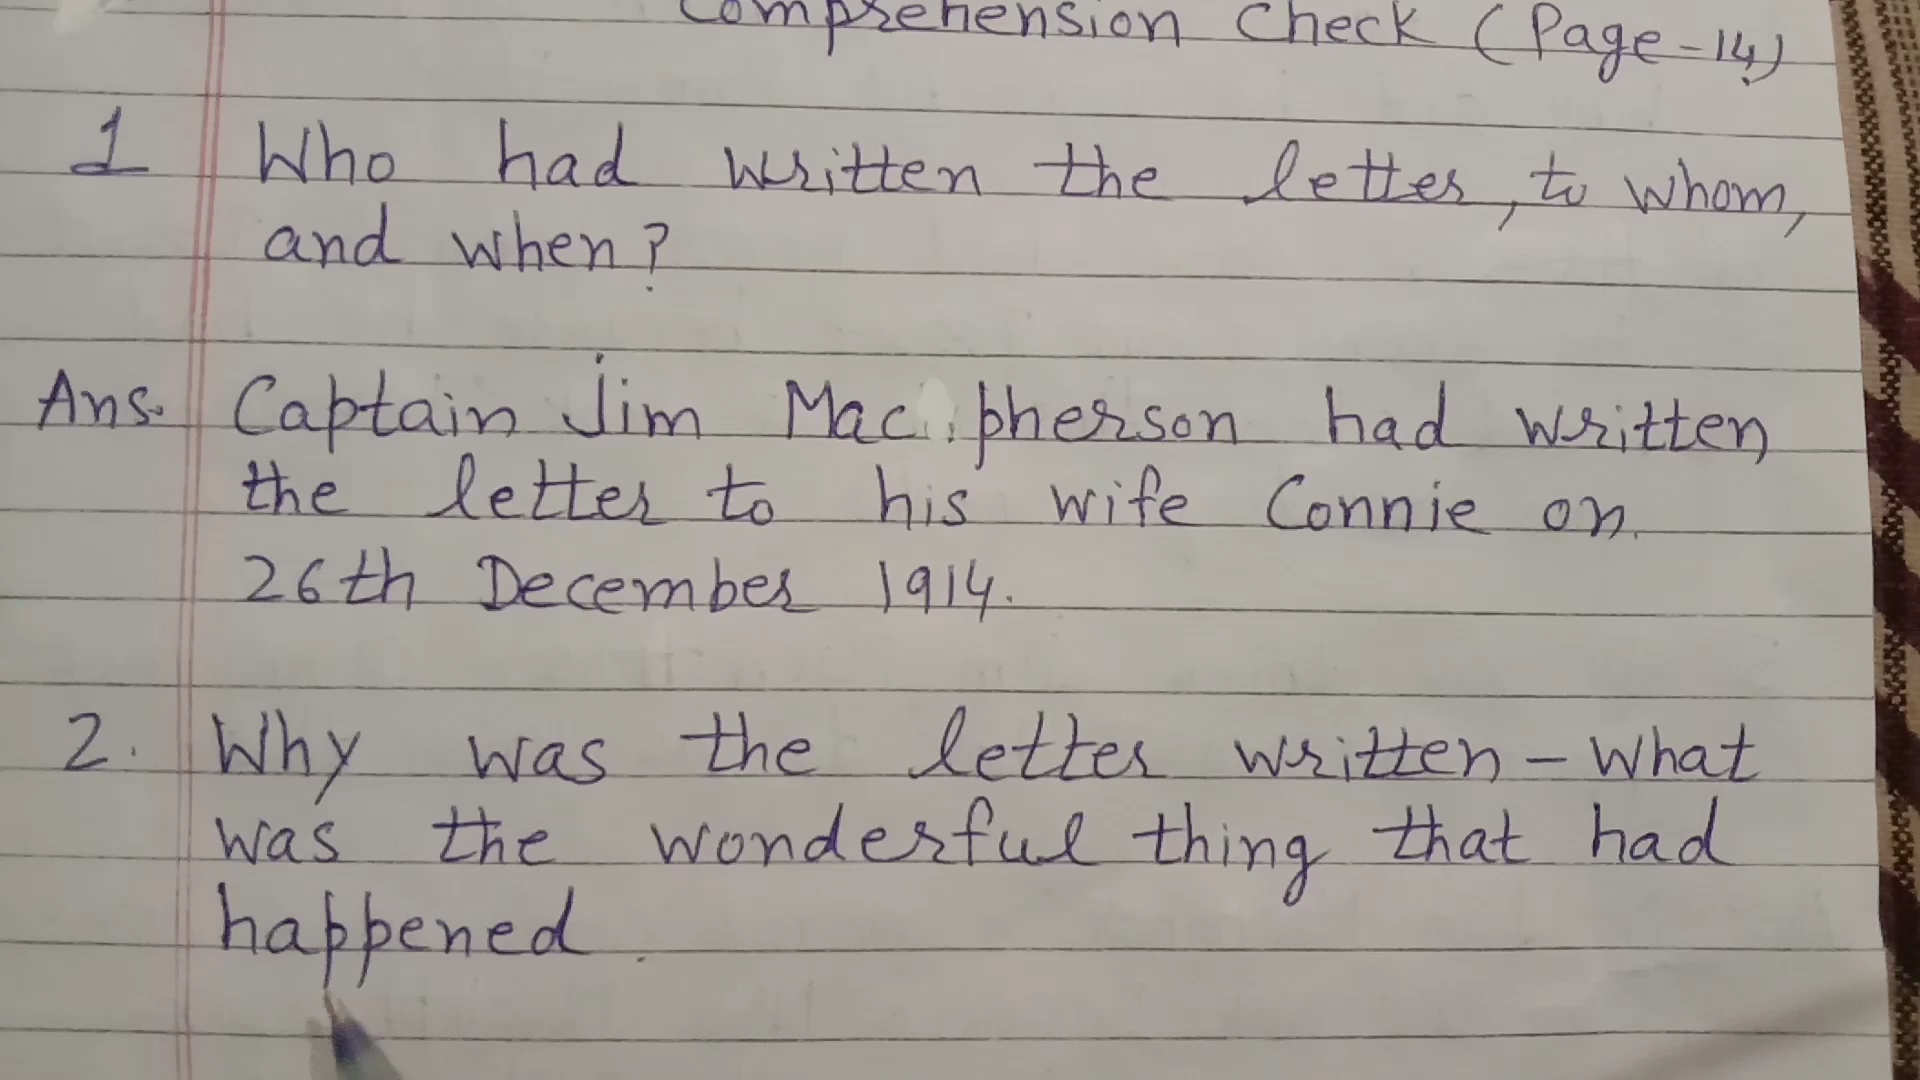 Comprehension Check (Page-14)
1 Who had written the letter, to whom,
and when?
Ans. Captain Jim Mac.pherson had written
the letter to his wife Connie on
26th December 1914.
2. Why was the letter written - What
was the wonderful thing that had
happened.